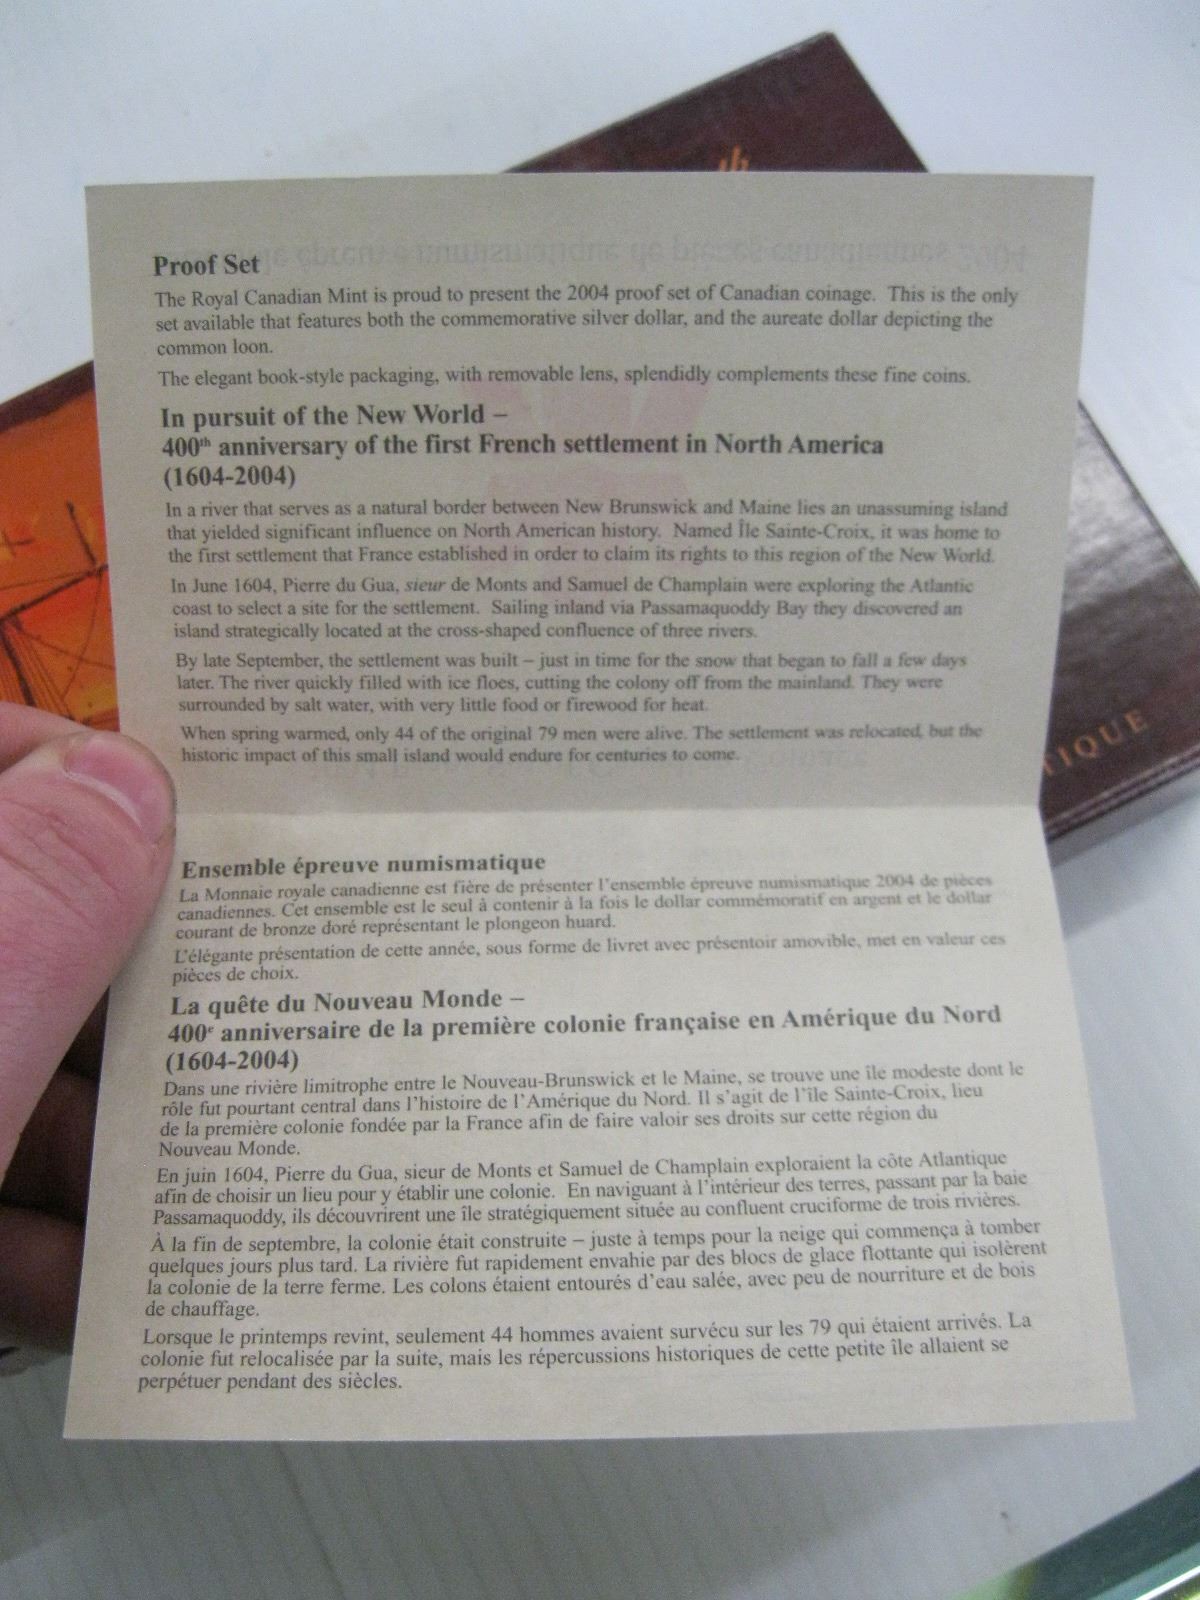 Proof Set
The Royal Canadian Mint is proud to present the 2004 proof set of Canadian coinage. This is the only
set available that features both the commemorative silver dollar, and the aureate dollar depicting the
common loon.
The elegant book-style packaging, with removable lens, splendidly complements these fine coins.
In pursuit of the New World –
400th anniversary of the first French settlement in North America
(1604-2004)
In a river that serves as a natural border between New Brunswick and Maine lies an unassuming island
that yielded significant influence on North American history. Named Île Sainte-Croix, it was home to
the first settlement that France established in order to claim its rights to this region of the New World.
In June 1604, Pierre du Gua, sieur de Monts and Samuel de Champlain were exploring the Atlantic
coast to select a site for the settlement. Sailing inland via Passamaquoddy Bay they discovered an
island strategically located at the cross-shaped confluence of three rivers.
By late September, the settlement was built – just in time for the snow that began to fall a few days
later. The river quickly filled with ice floes, cutting the colony off from the mainland. They were
surrounded by salt water, with very little food or firewood for heat.
When spring warmed, only 44 of the original 79 men were alive. The settlement was relocated, but the
historic impact of this small island would endure for centuries to come.
TIQUE
Ensemble épreuve numismatique
La Monnaie royale canadienne est fière de présenter l'ensemble épreuve numismatique 2004 de pièces
canadiennes. Cet ensemble est le seul à contenir à la fois le dollar commémoratif en argent et le dollar
courant de bronze doré représentant le plongeon huard.
L'élégante présentation de cette année, sous forme de livret avec présentoir amovible, met en valeur ces
pièces de choix.
La quête du Nouveau Monde –
400e anniversaire de la première colonie française en Amérique du Nord
(1604-2004)
Dans une rivière limitrophe entre le Nouveau-Brunswick et le Maine, se trouve une île modeste dont le
rôle fut pourtant central dans l'histoire de l'Amérique du Nord. Il s'agit de l'île Sainte-Croix, lieu
de la première colonie fondée par la France afin de faire valoir ses droits sur cette région du
Nouveau Monde.
En juin 1604, Pierre du Gua, sieur de Monts et Samuel de Champlain exploraient la côte Atlantique
afin de choisir un lieu pour y établir une colonie. En naviguant à l'intérieur des terres, passant par la baie
Passamaquoddy, ils découvrirent une île stratégiquement située au confluent cruciforme de trois rivières.
À la fin de septembre, la colonie était construite – juste à temps pour la neige qui commença à tomber
quelques jours plus tard. La rivière fut rapidement envahie par des blocs de glace flottante qui isolèrent
la colonie de la terre ferme. Les colons étaient entourés d'eau salée, avec peu de nourriture et de bois
de chauffage.
Lorsque le printemps revint, seulement 44 hommes avaient survécu sur les 79 qui étaient arrivés. La
colonie fut relocalisée par la suite, mais les répercussions historiques de cette petite île allaient se
perpétuer pendant des siècles.